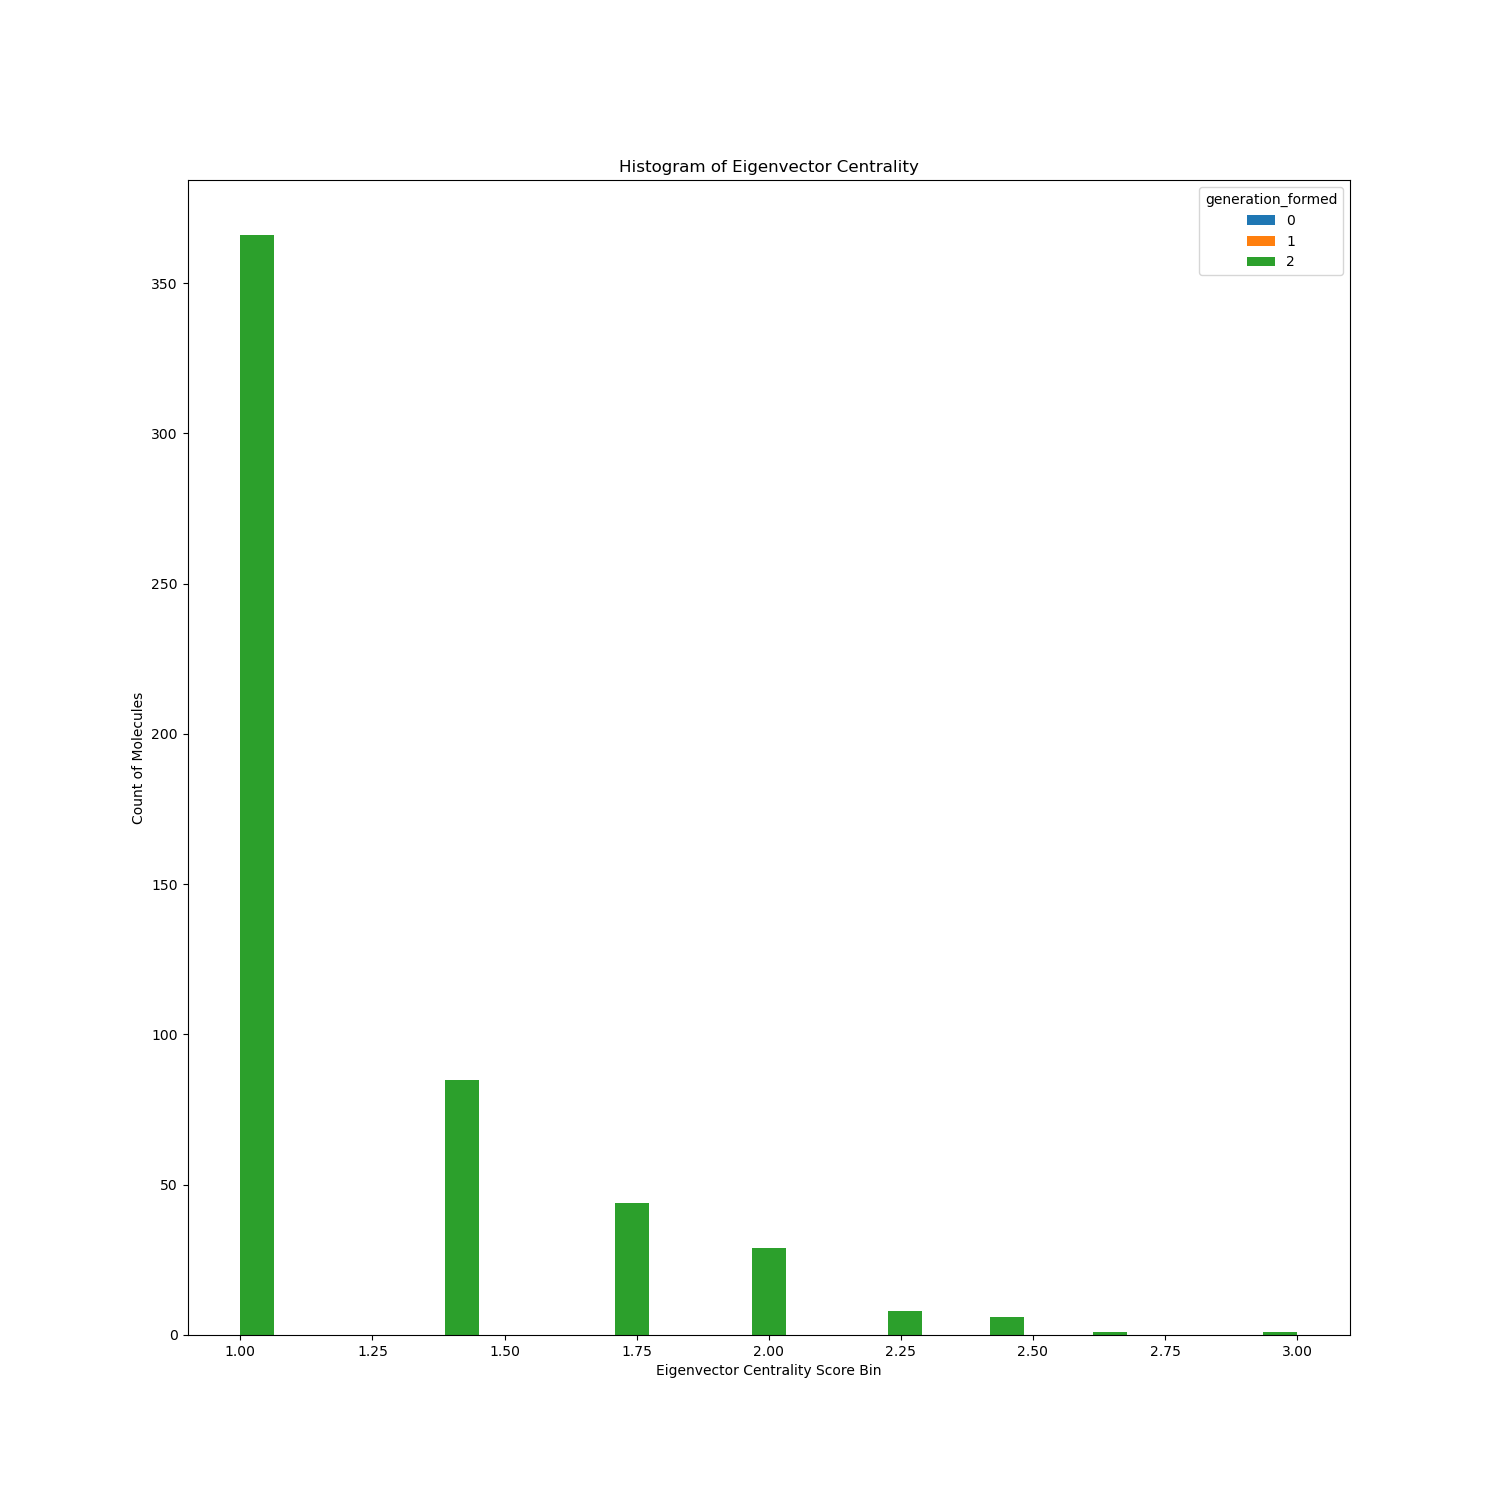 Histogram of Eigenvector Centrality
generation_formed
0
1
2
350
300
250
200
150
100
50
0
Count of Molecules
1.00 1.25 1.50 1.75 2.00 2.25 2.50 2.75 3.00
Eigenvector Centrality Score Bin